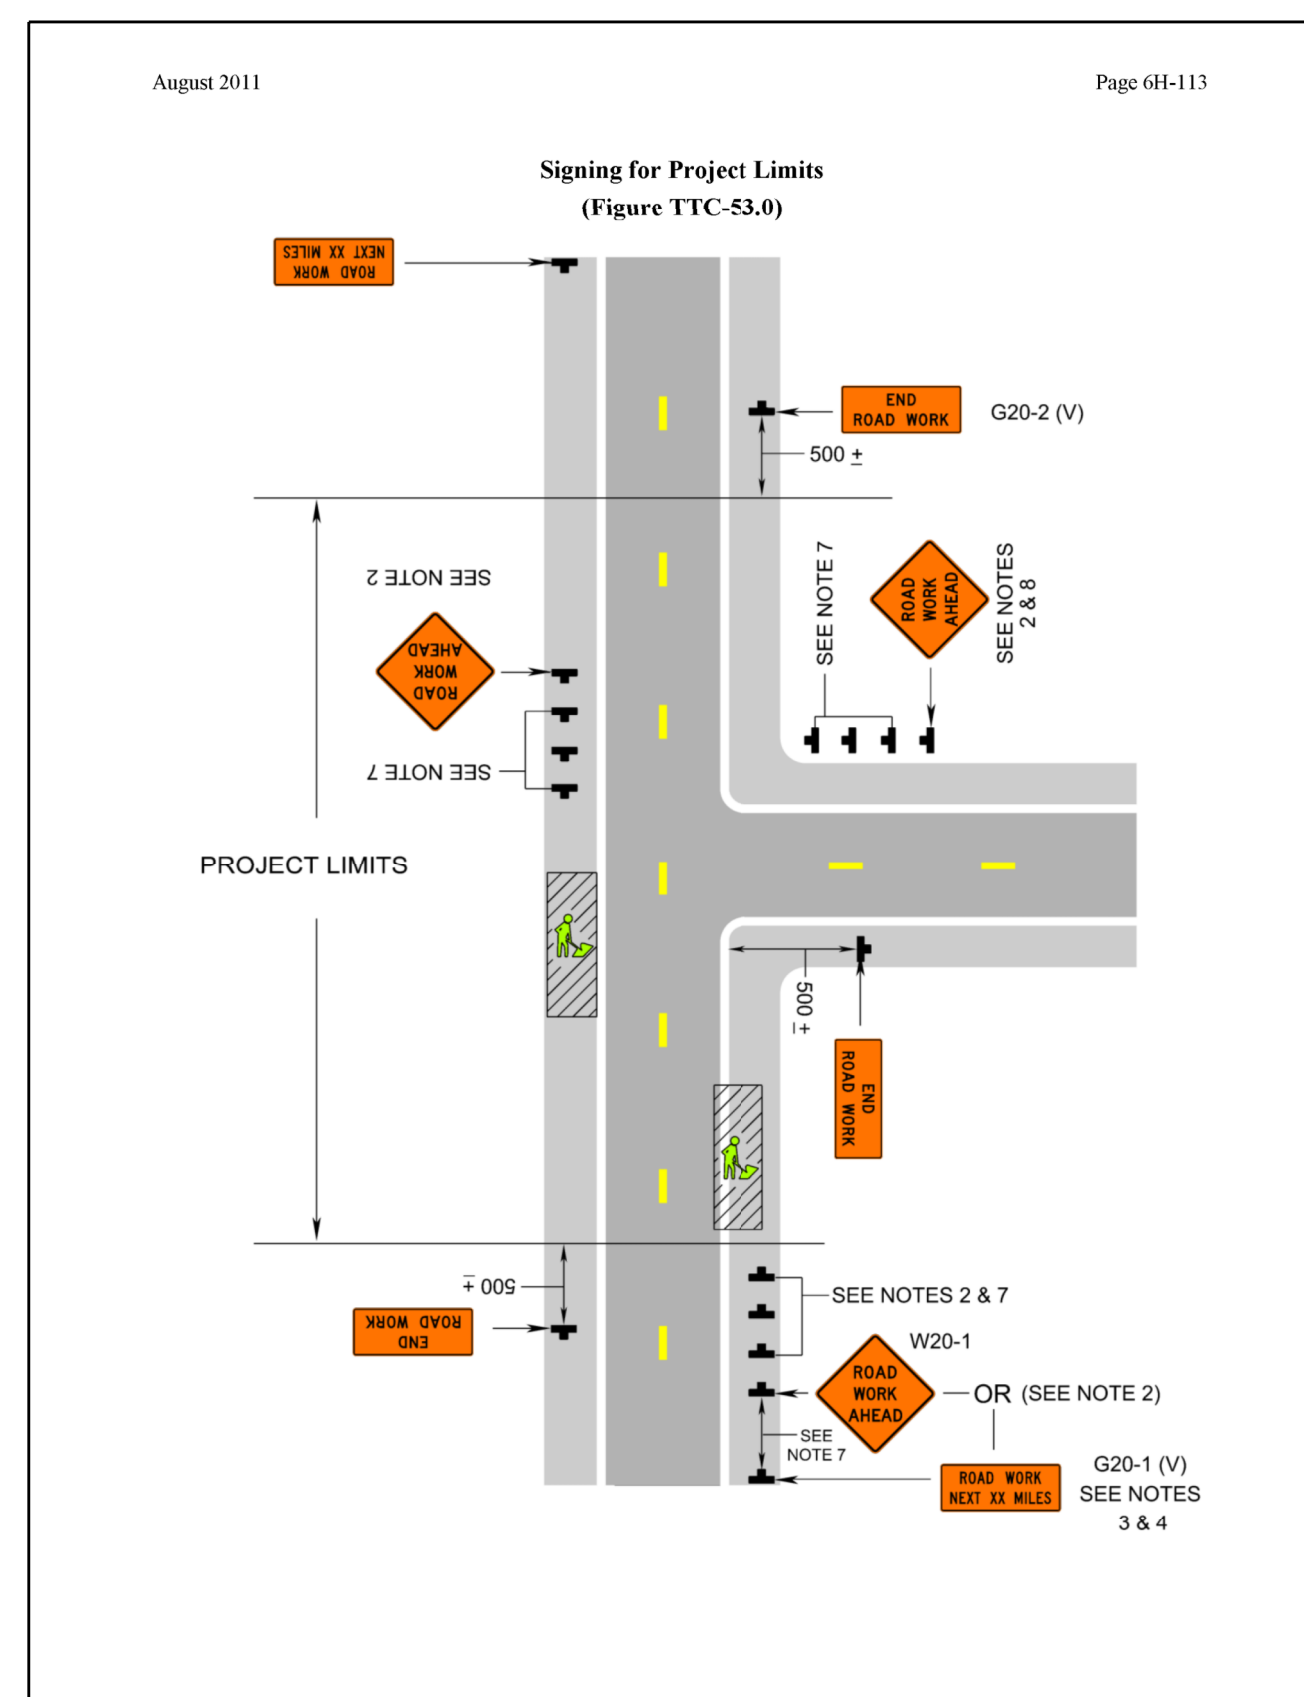 August 2011
Page 6H-113
Signing for Project Limits
(Figure TTC-53.0)
ROAD WORK
NEXT XX MILES
END
ROAD WORK
G20-2 (V)
500 ±
SEE NOTE 2
SEE NOTE 7
ROAD
WORK
AHEAD
SEE NOTES
2 & 8
ROAD
WORK
AHEAD
SEE NOTE 7
PROJECT LIMITS
500 ±
END
ROAD WORK
500 ±
END
ROAD WORK
SEE NOTES 2 & 7
W20-1
ROAD
WORK
AHEAD
OR (SEE NOTE 2)
SEE
NOTE 7
ROAD WORK
NEXT XX MILES
G20-1 (V)
SEE NOTES
3 & 4